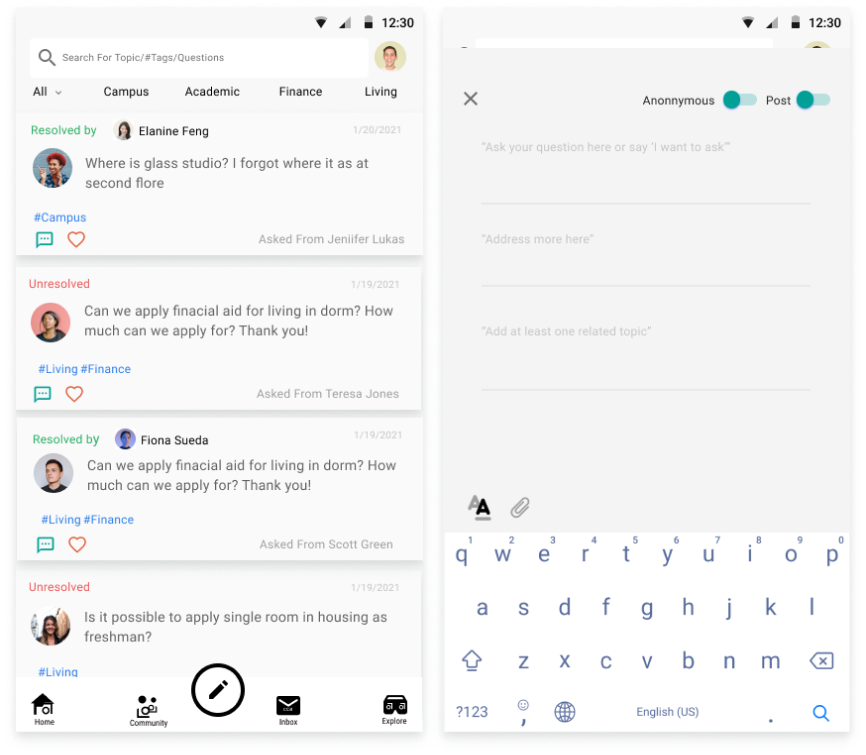 12:30
Search For Topic/#Tags/Questions
All Campus Academic Finance Living
Resolved by Elanine Feng 1/20/2021
Where is glass studio? I forgot where it as at
second flore
#Campus
Asked From Jeniifer Lukas
Unresolved 1/19/2021
Can we apply finacial aid for living in dorm? How
much can we apply for? Thank you!
#Living #Finance
Asked From Teresa Jones
Resolved by Fiona Sueda 1/19/2021
Can we apply finacial aid for living in dorm? How
much can we apply for? Thank you!
#Living #Finance
Asked From Scott Green
Unresolved 1/19/2021
Is it possible to apply single room in housing as
freshman?
#Living
Home Community Inbox Explore
12:30
Anonnymous Post
"Ask your question here or say 'I want to ask'"
"Address more here"
"Add at least one related topic"
AA
1 2 3 4 5 6 7 8 9 0
q w e r t y u i o p
a s d f g h j k l
z x c v b n m
?123 , English (US) .